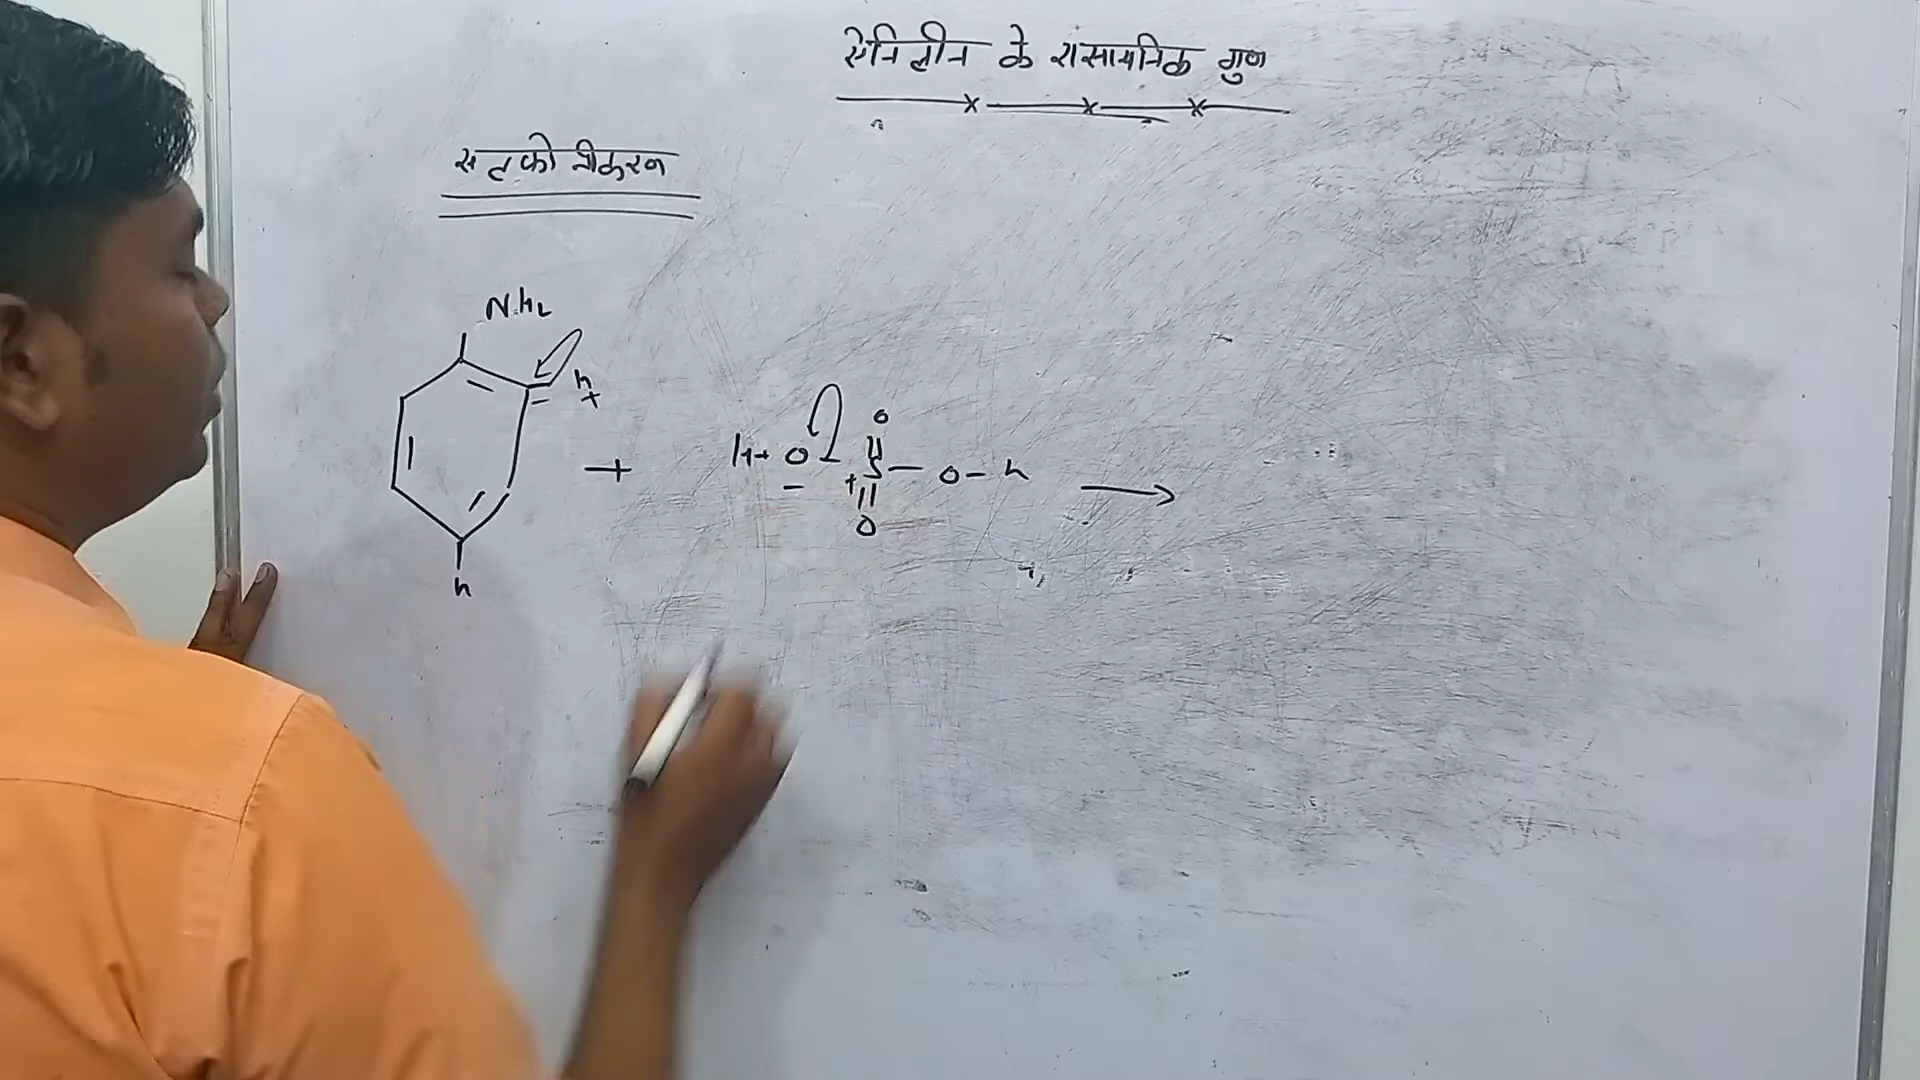 ऐनिलीन के रासायनिक गुण
सल्फोनीकरण
NH2
H
+
H
+ H-O-S-O-H →
-
+
O
O
H